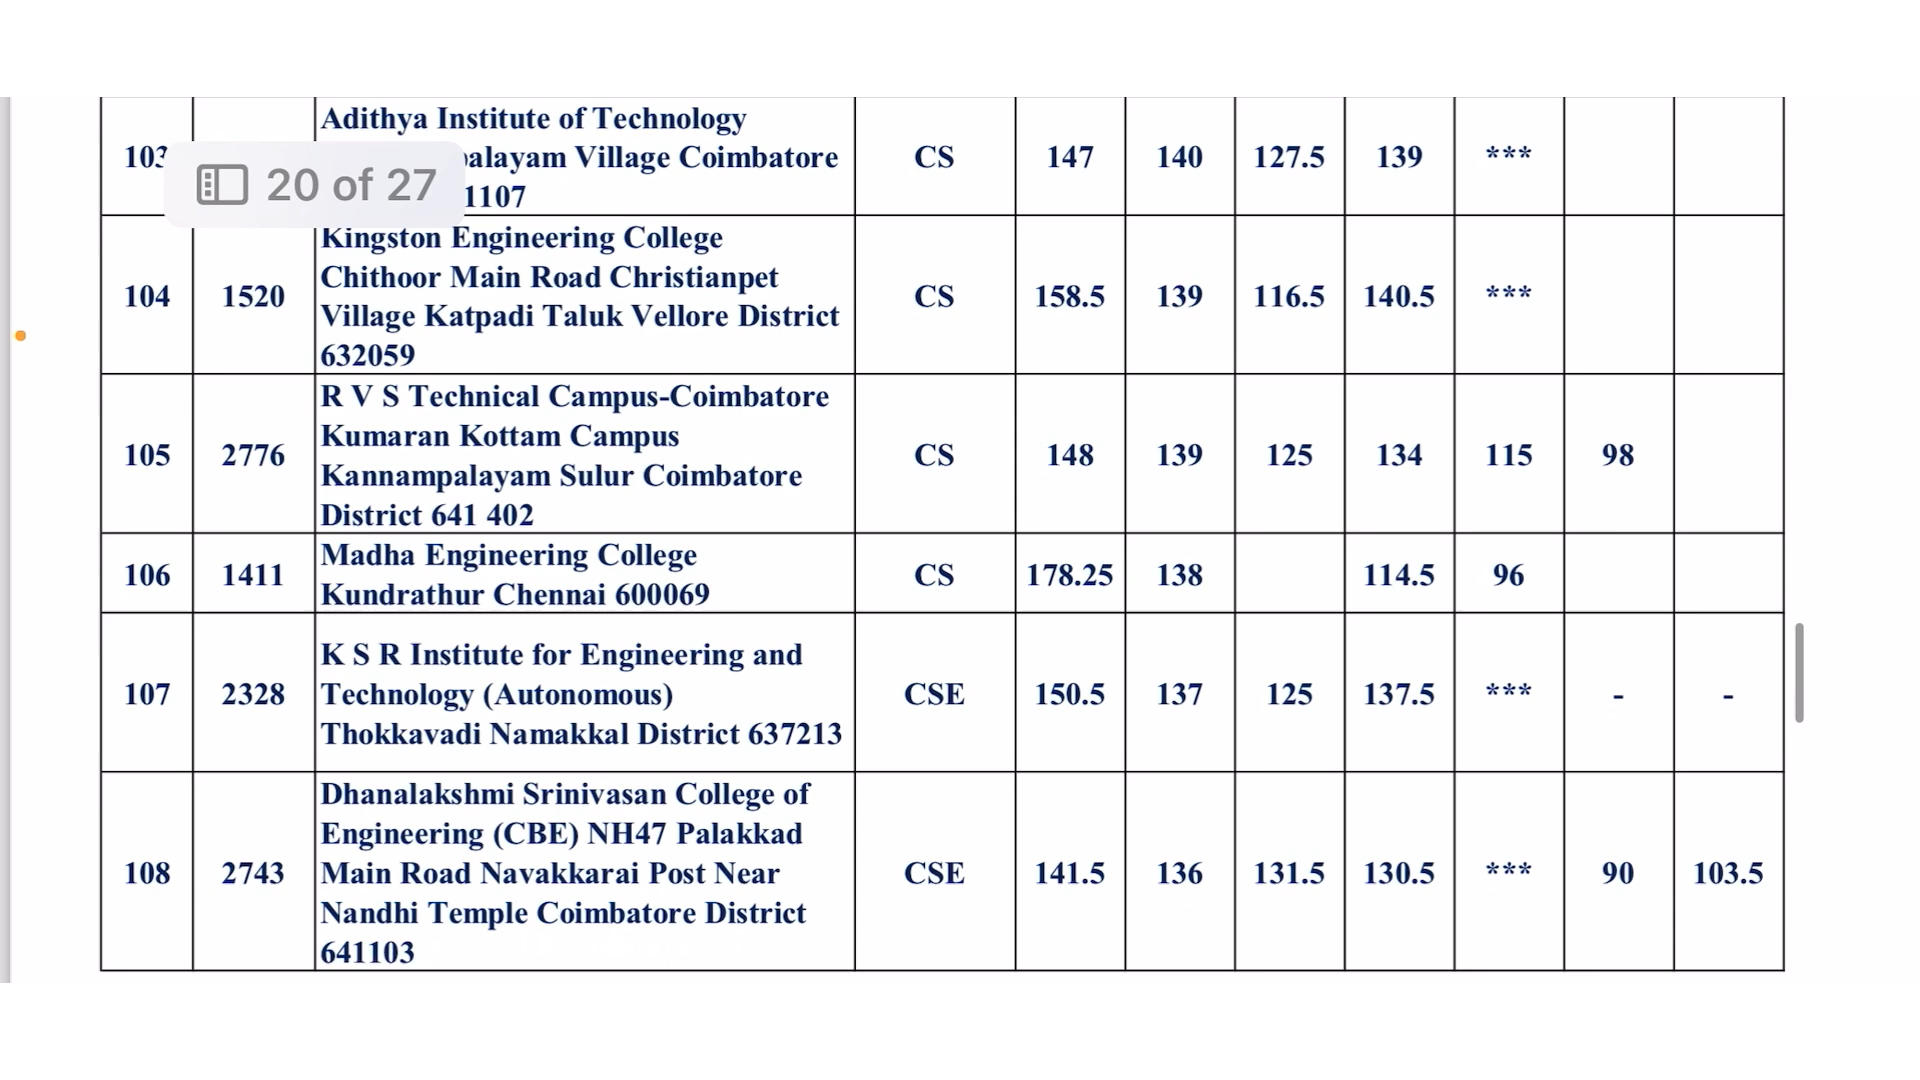 Adithya Institute of Technology
103 palayam Village Coimbatore CS 147 140 127.5 139 ***
20 of 27
1107
Kingston Engineering College
Chithoor Main Road Christianpet
104 1520 CS 158.5 139 116.5 140.5 ***
Village Katpadi Taluk Vellore District
632059
R V S Technical Campus-Coimbatore
Kumaran Kottam Campus
105 2776 CS 148 139 125 134 115 98
Kannampalayam Sulur Coimbatore
District 641 402
Madha Engineering College
106 1411 CS 178.25 138 114.5 96
Kundrathur Chennai 600069
K S R Institute for Engineering and
107 2328 Technology (Autonomous) CSE 150.5 137 125 137.5 *** - -
Thokkavadi Namakkal District 637213
Dhanalakshmi Srinivasan College of
Engineering (CBE) NH47 Palakkad
108 2743 Main Road Navakkarai Post Near CSE 141.5 136 131.5 130.5 *** 90 103.5
Nandhi Temple Coimbatore District
641103